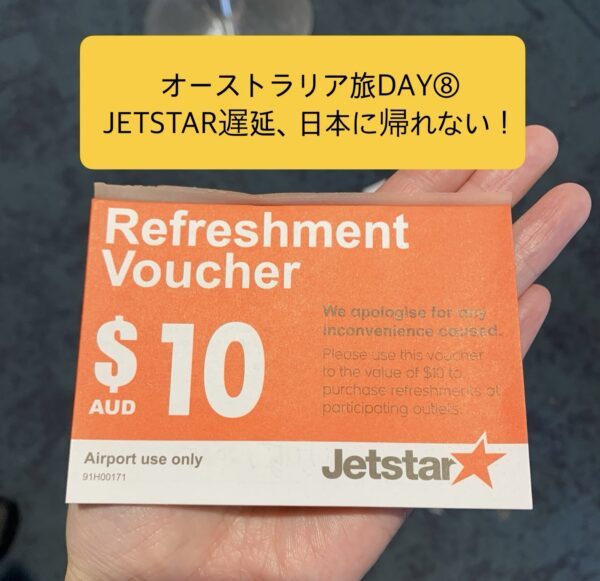 オーストラリア旅DAY⑧
JETSTAR遅延、日本に帰れない！
Refreshment
Voucher
$10
AUD
We apologise for any
inconvenience caused.
Please use this voucher
to the value of $10 to
purchase refreshments at
participating outlets.
Airport use only
91H00171
Jetstar